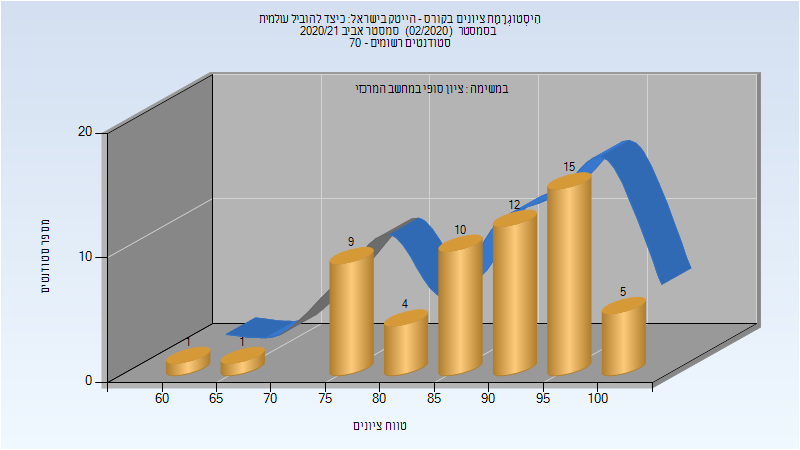 היסטוגרמת ציונים בקורס - הייטק בישראל: כיצד להוביל עולמית
בסמסטר (02/2020) סמסטר אביב 2020/21
סטודנטים רשומים - 70
במשימה : ציון סופי במחשב המרכזי
מספר סטודנטים
20
10
0
1
1
9
4
10
12
15
5
60 65 70 75 80 85 90 95 100
טווח ציונים